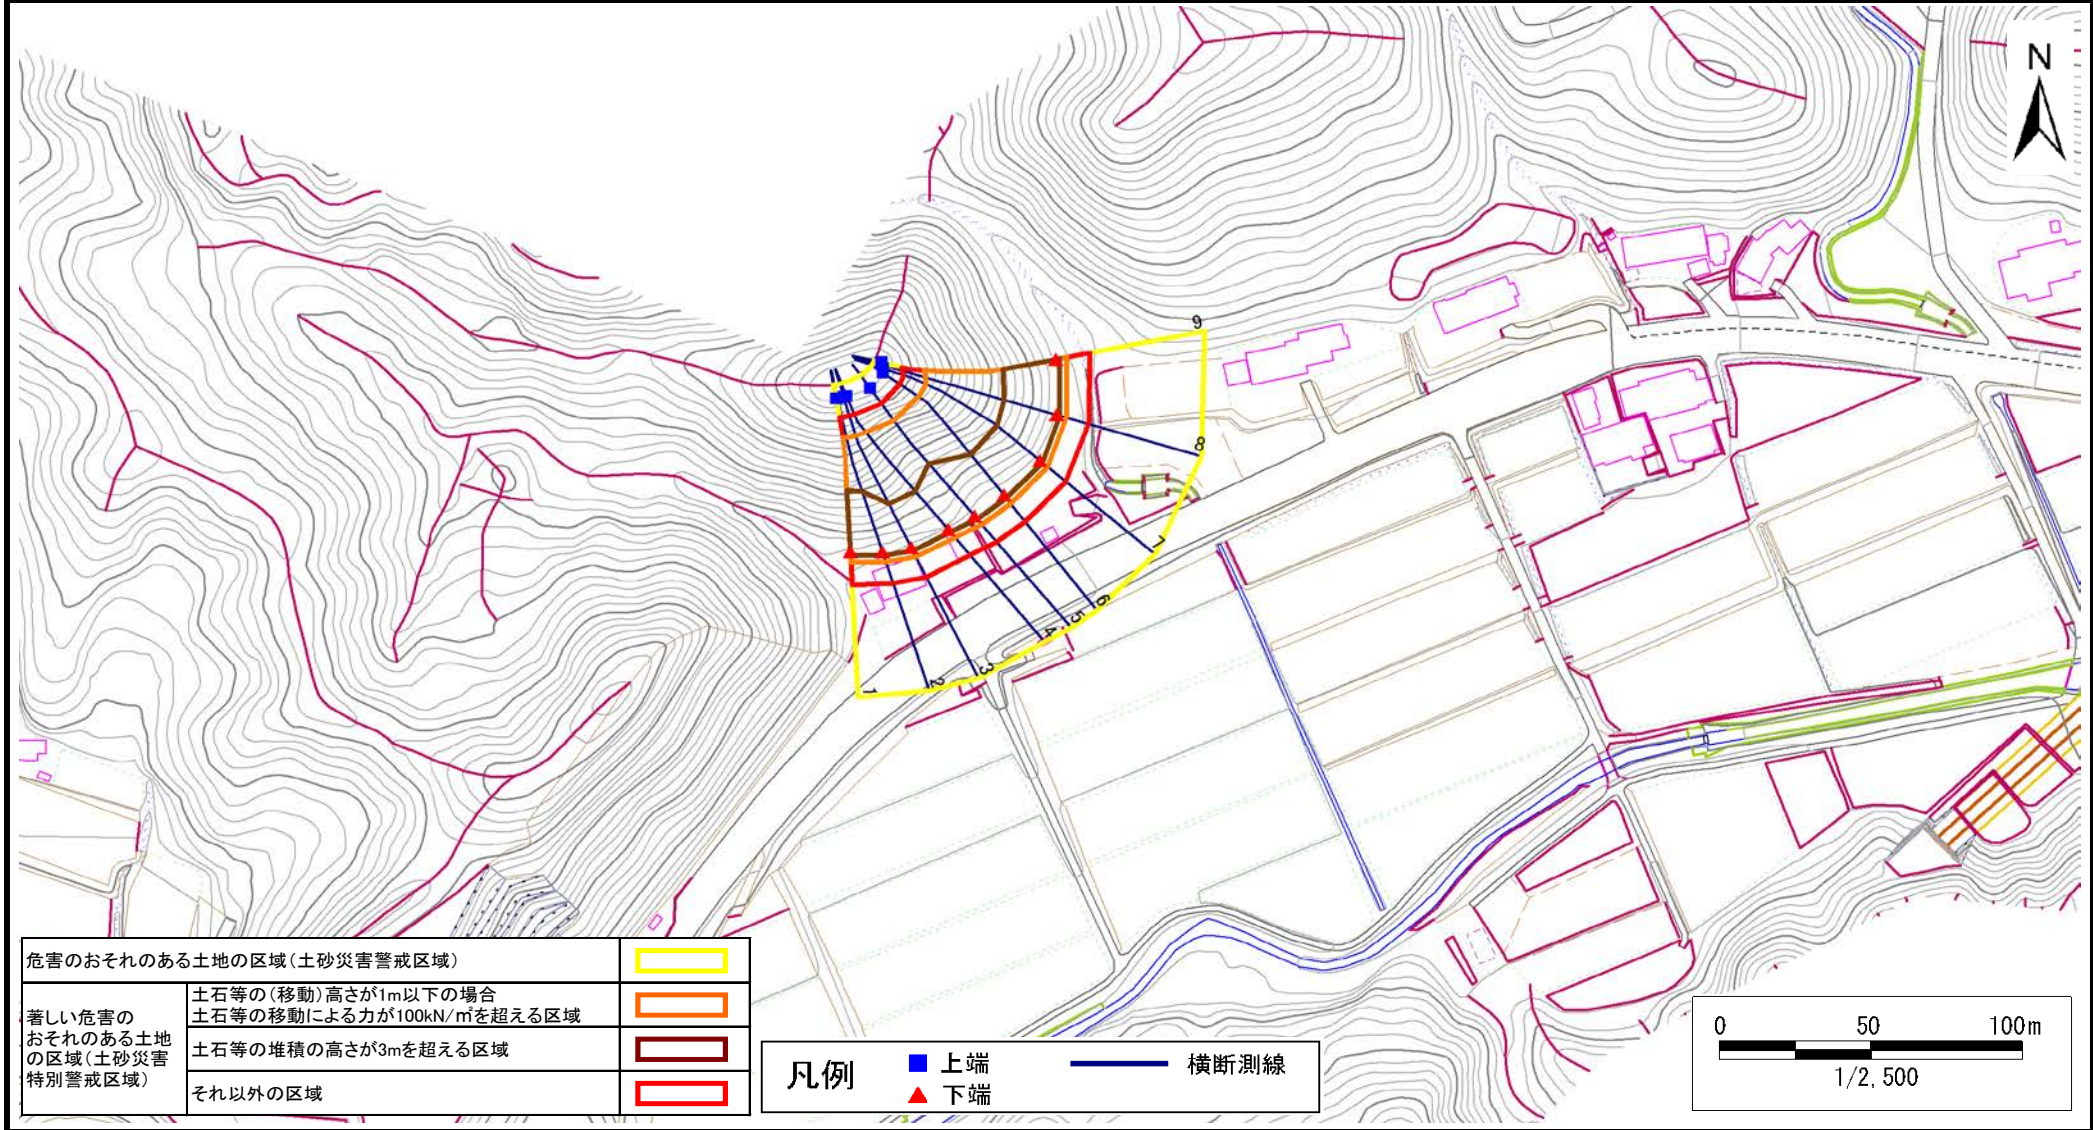 N
9
8
7
6
5
4
3
2
1
危害のおそれのある土地の区域(土砂災害警戒区域)
著しい危害の
おそれのある土地
の区域(土砂災害
特別警戒区域)
土石等の(移動)高さが1m以下の場合
土石等の移動による力が100kN/㎡を超える区域
土石等の堆積の高さが3mを超える区域
それ以外の区域
凡例
上端
横断測線
下端
0 50 100m
1/2,500